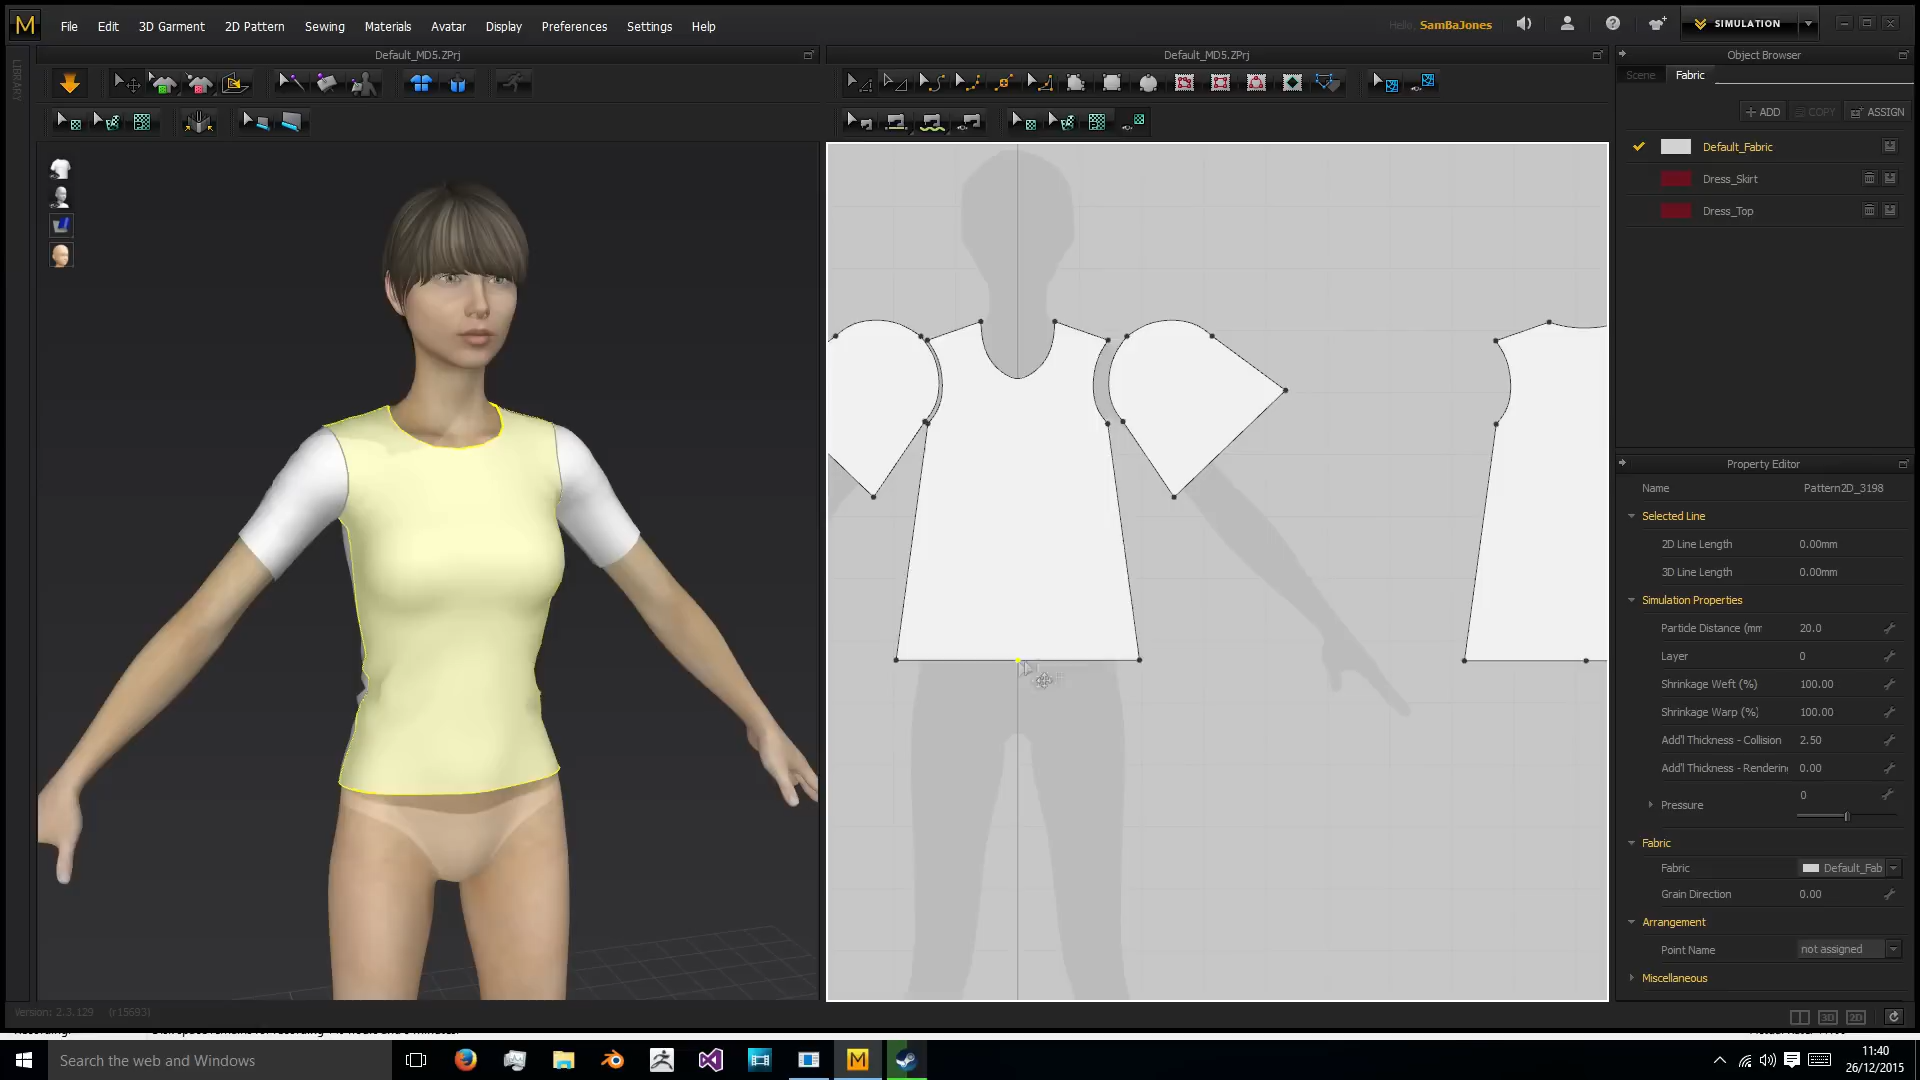 M File Edit 3D Garment 2D Pattern Sewing Materials Avatar Display Preferences Settings Help Hello, SamBaJones SIMULATION
Default_MD5.ZPrj Default_MD5.ZPrj Object Browser
LIBRARY
Scene Fabric
ADD COPY ASSIGN
Default_Fabric
Dress_Skirt
Dress_Top
Property Editor
Name Pattern2D_3198
Selected Line
2D Line Length 0.00mm
3D Line Length 0.00mm
Simulation Properties
Particle Distance (mm 20.0
Layer 0
Shrinkage Weft (%) 100.00
Shrinkage Warp (%) 100.00
Add'l Thickness - Collision 2.50
Add'l Thickness - Rendering 0.00
Pressure 0
Fabric
Fabric Default_Fab
Grain Direction 0.00
Arrangement
Point Name not assigned
Miscellaneous
Version: 2.3.129 (r15693)
3D 2D
Search the web and Windows
M
11:40
26/12/2015